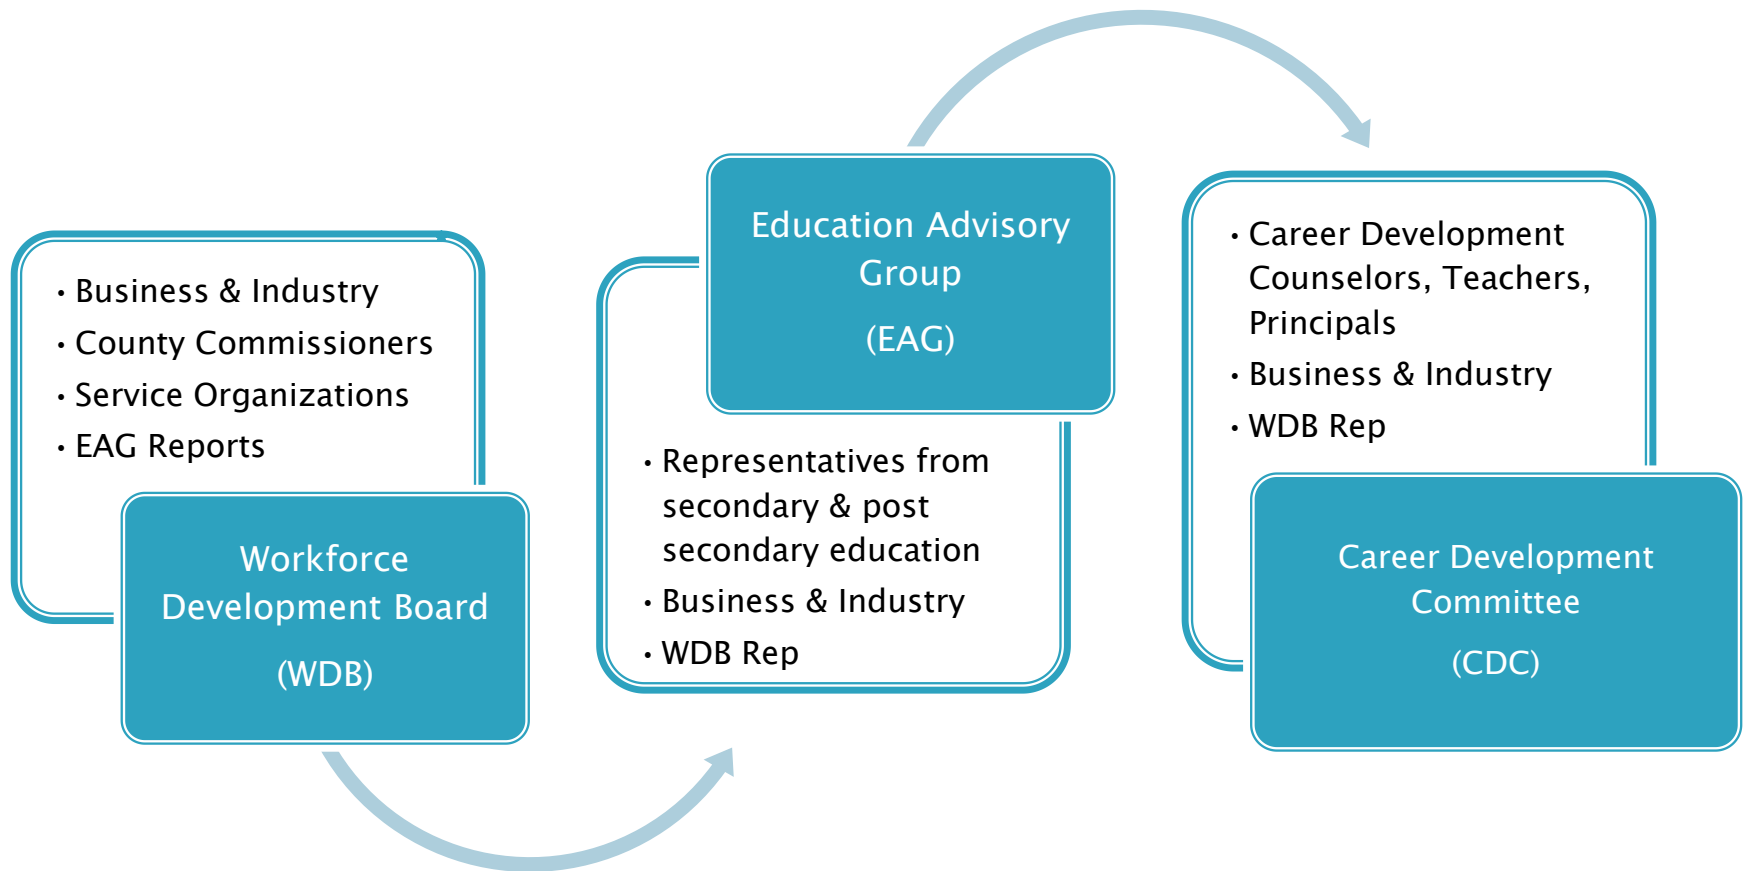 • Business & Industry
• County Commissioners
• Service Organizations
• EAG Reports
Workforce
Development Board
(WDB)
Education Advisory
Group
(EAG)
• Representatives from
secondary & post
secondary education
• Business & Industry
• WDB Rep
• Career Development
Counselors, Teachers,
Principals
• Business & Industry
• WDB Rep
Career Development
Committee
(CDC)